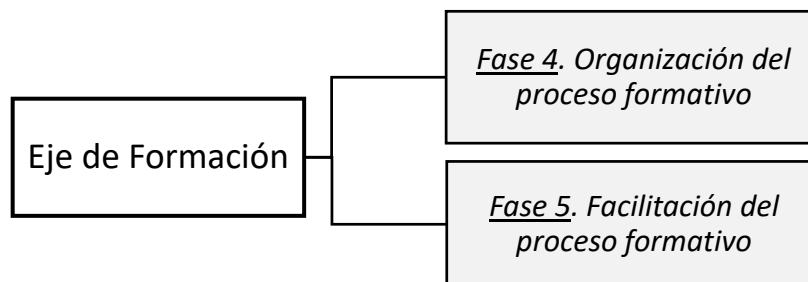 Eje de Formación
Fase 4. Organización del
proceso formativo
Fase 5. Facilitación del
proceso formativo